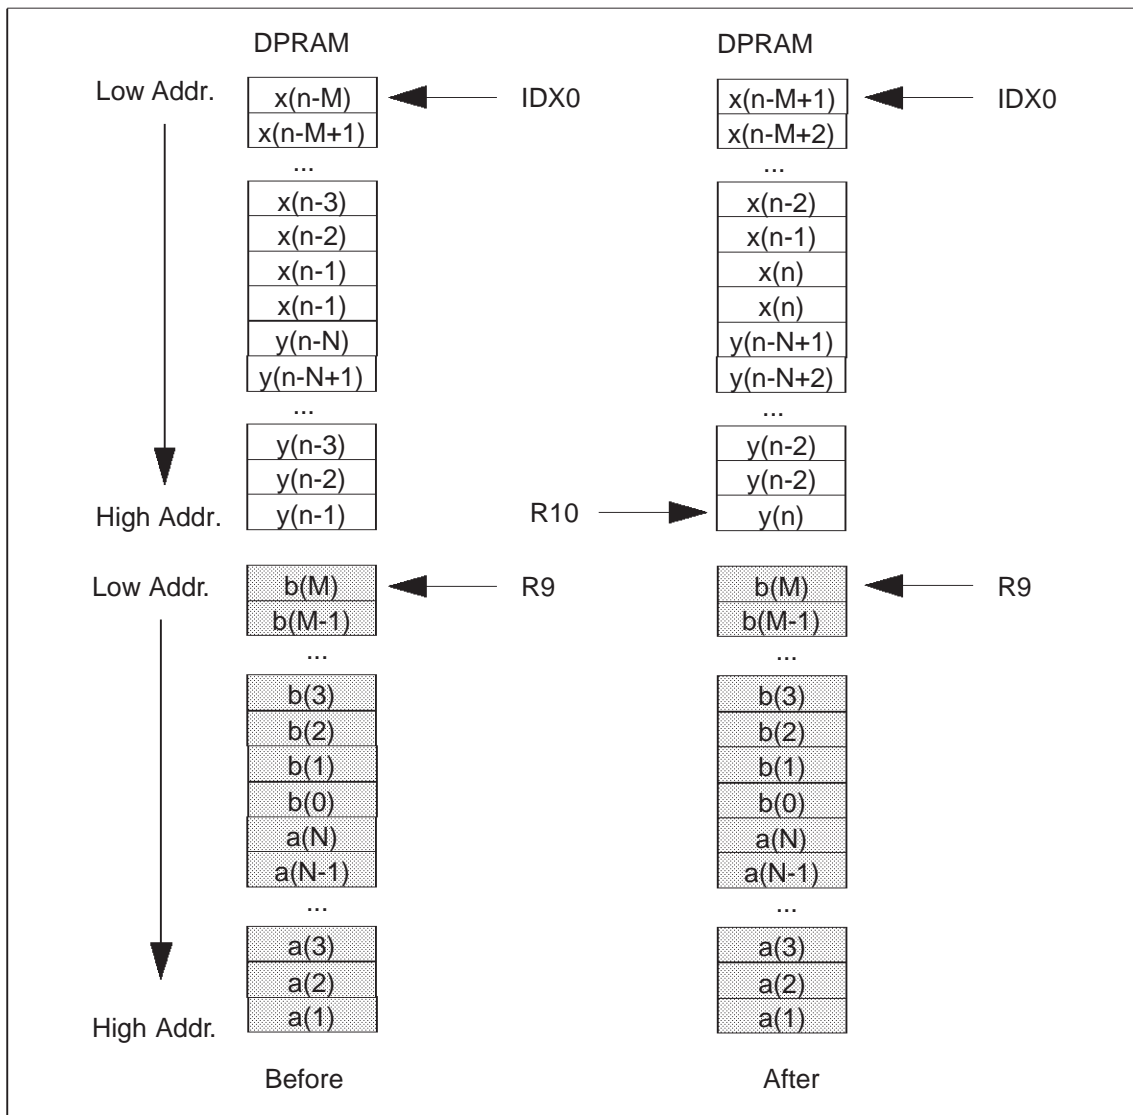 DPRAM DPRAM
Low Addr. x(n-M) IDX0 x(n-M+1) IDX0
x(n-M+1) x(n-M+2)
... ...
x(n-3) x(n-2)
x(n-2) x(n-1)
x(n-1) x(n)
x(n-1) x(n)
y(n-N) y(n-N+1)
y(n-N+1) y(n-N+2)
... ...
y(n-3) y(n-2)
y(n-2) y(n-2)
High Addr. y(n-1) R10 y(n)
Low Addr. b(M) R9 b(M) R9
b(M-1) b(M-1)
... ...
b(3) b(3)
b(2) b(2)
b(1) b(1)
b(0) b(0)
a(N) a(N)
a(N-1) a(N-1)
... ...
a(3) a(3)
a(2) a(2)
High Addr. a(1) a(1)
Before After